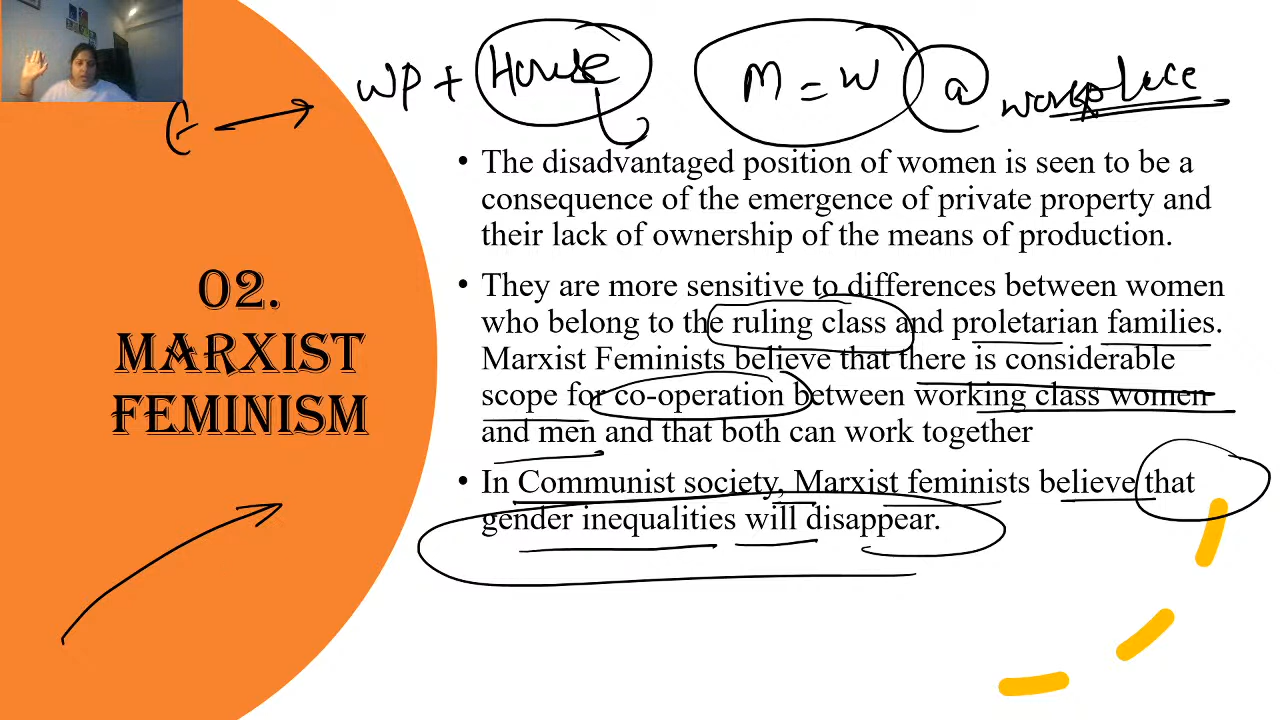 WP + House M = W @ workplace
02.
MARXIST
FEMINISM
• The disadvantaged position of women is seen to be a
consequence of the emergence of private property and
their lack of ownership of the means of production.
• They are more sensitive to differences between women
who belong to the ruling class and proletarian families.
Marxist Feminists believe that there is considerable
scope for co-operation between working class women
and men and that both can work together
• In Communist society, Marxist feminists believe that
gender inequalities will disappear.